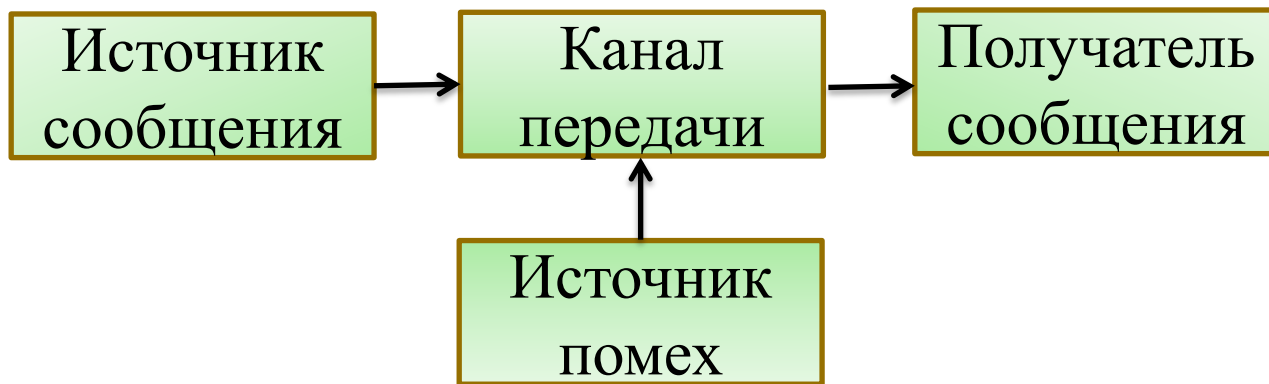 Источник
сообщения
Канал
передачи
Получатель
сообщения
Источник
помех